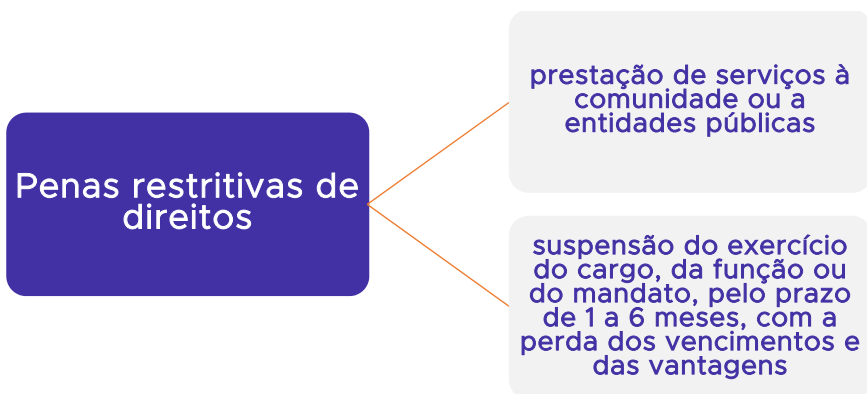 Penas restritivas de
direitos
prestação de serviços à
comunidade ou a
entidades públicas
suspensão do exercício
do cargo, da função ou
do mandato, pelo prazo
de 1 a 6 meses, com a
perda dos vencimentos e
das vantagens